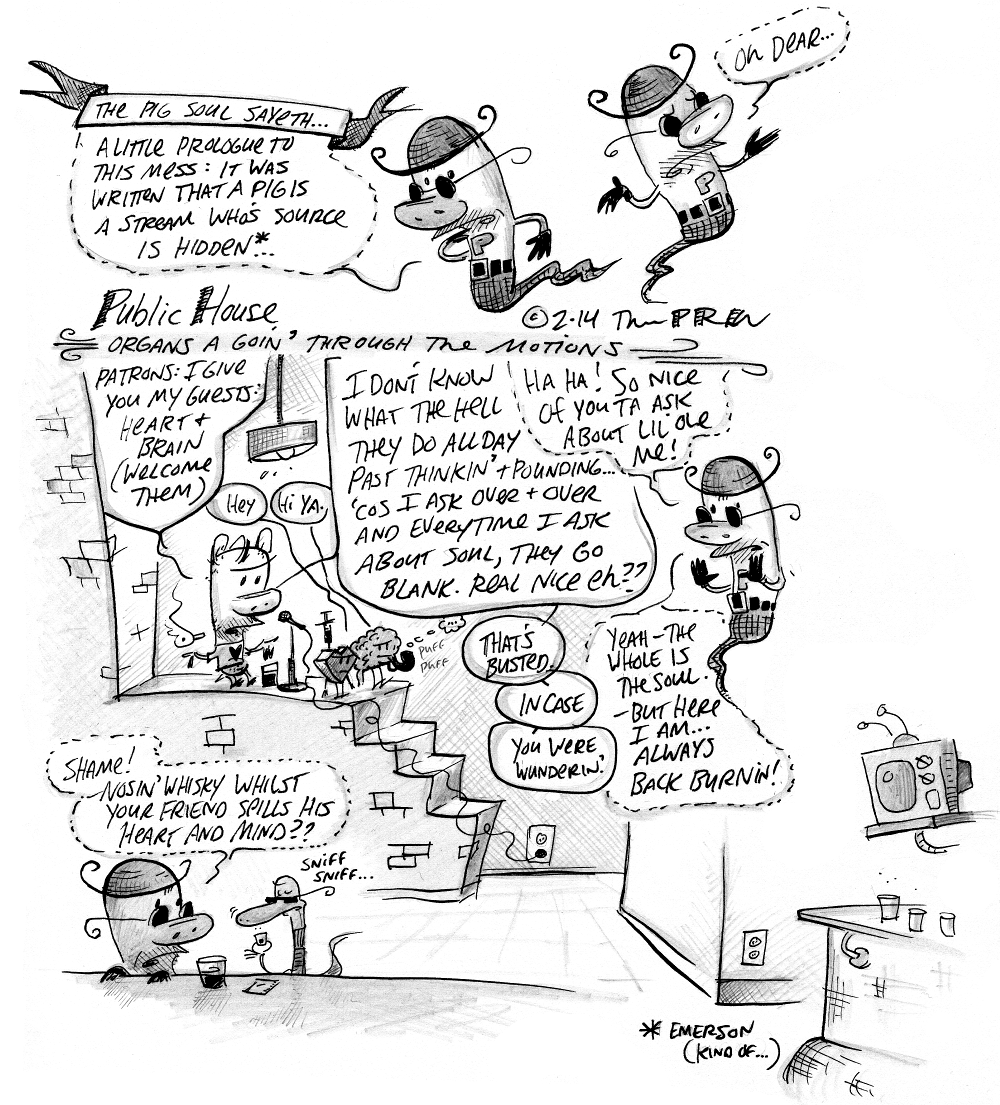 THE PIG SOUL SAYETH...
A LITTLE PROLOGUE TO
THIS MESS: IT WAS
WRITTEN THAT A PIG IS
A STREAM WHO'S SOURCE
IS HIDDEN*...
OH DEAR...
P
P
PUBLIC HOUSE
©2.14
ORGANS A GOIN' THROUGH THE MOTIONS
PATRONS: I GIVE
YOU MY GUESTS:
HEART +
BRAIN
(WELCOME
THEM)
HEY
HI YA.
I DON'T KNOW
WHAT THE HELL
THEY DO ALL DAY
PAST THINKIN' + POUNDING...
'COS I ASK OVER + OVER
AND EVERYTIME I ASK
ABOUT SOUL, THEY GO
BLANK. REAL NICE EH??
HA HA! SO NICE
OF YOU TA ASK
ABOUT LIL' OLE
ME!
PUFF
PUFF
THAT'S
BUSTED.
IN CASE
YOU WERE
WUNDERIN'.
YEAH - THE
WHOLE IS
THE SOUL.
- BUT HERE
I AM...
ALWAYS
BACK BURNIN'!
SHAME!
NOSIN' WHISKY WHILST
YOUR FRIEND SPILLS HIS
HEART AND MIND??
SNIFF
SNIFF...
* EMERSON
(KIND OF...)